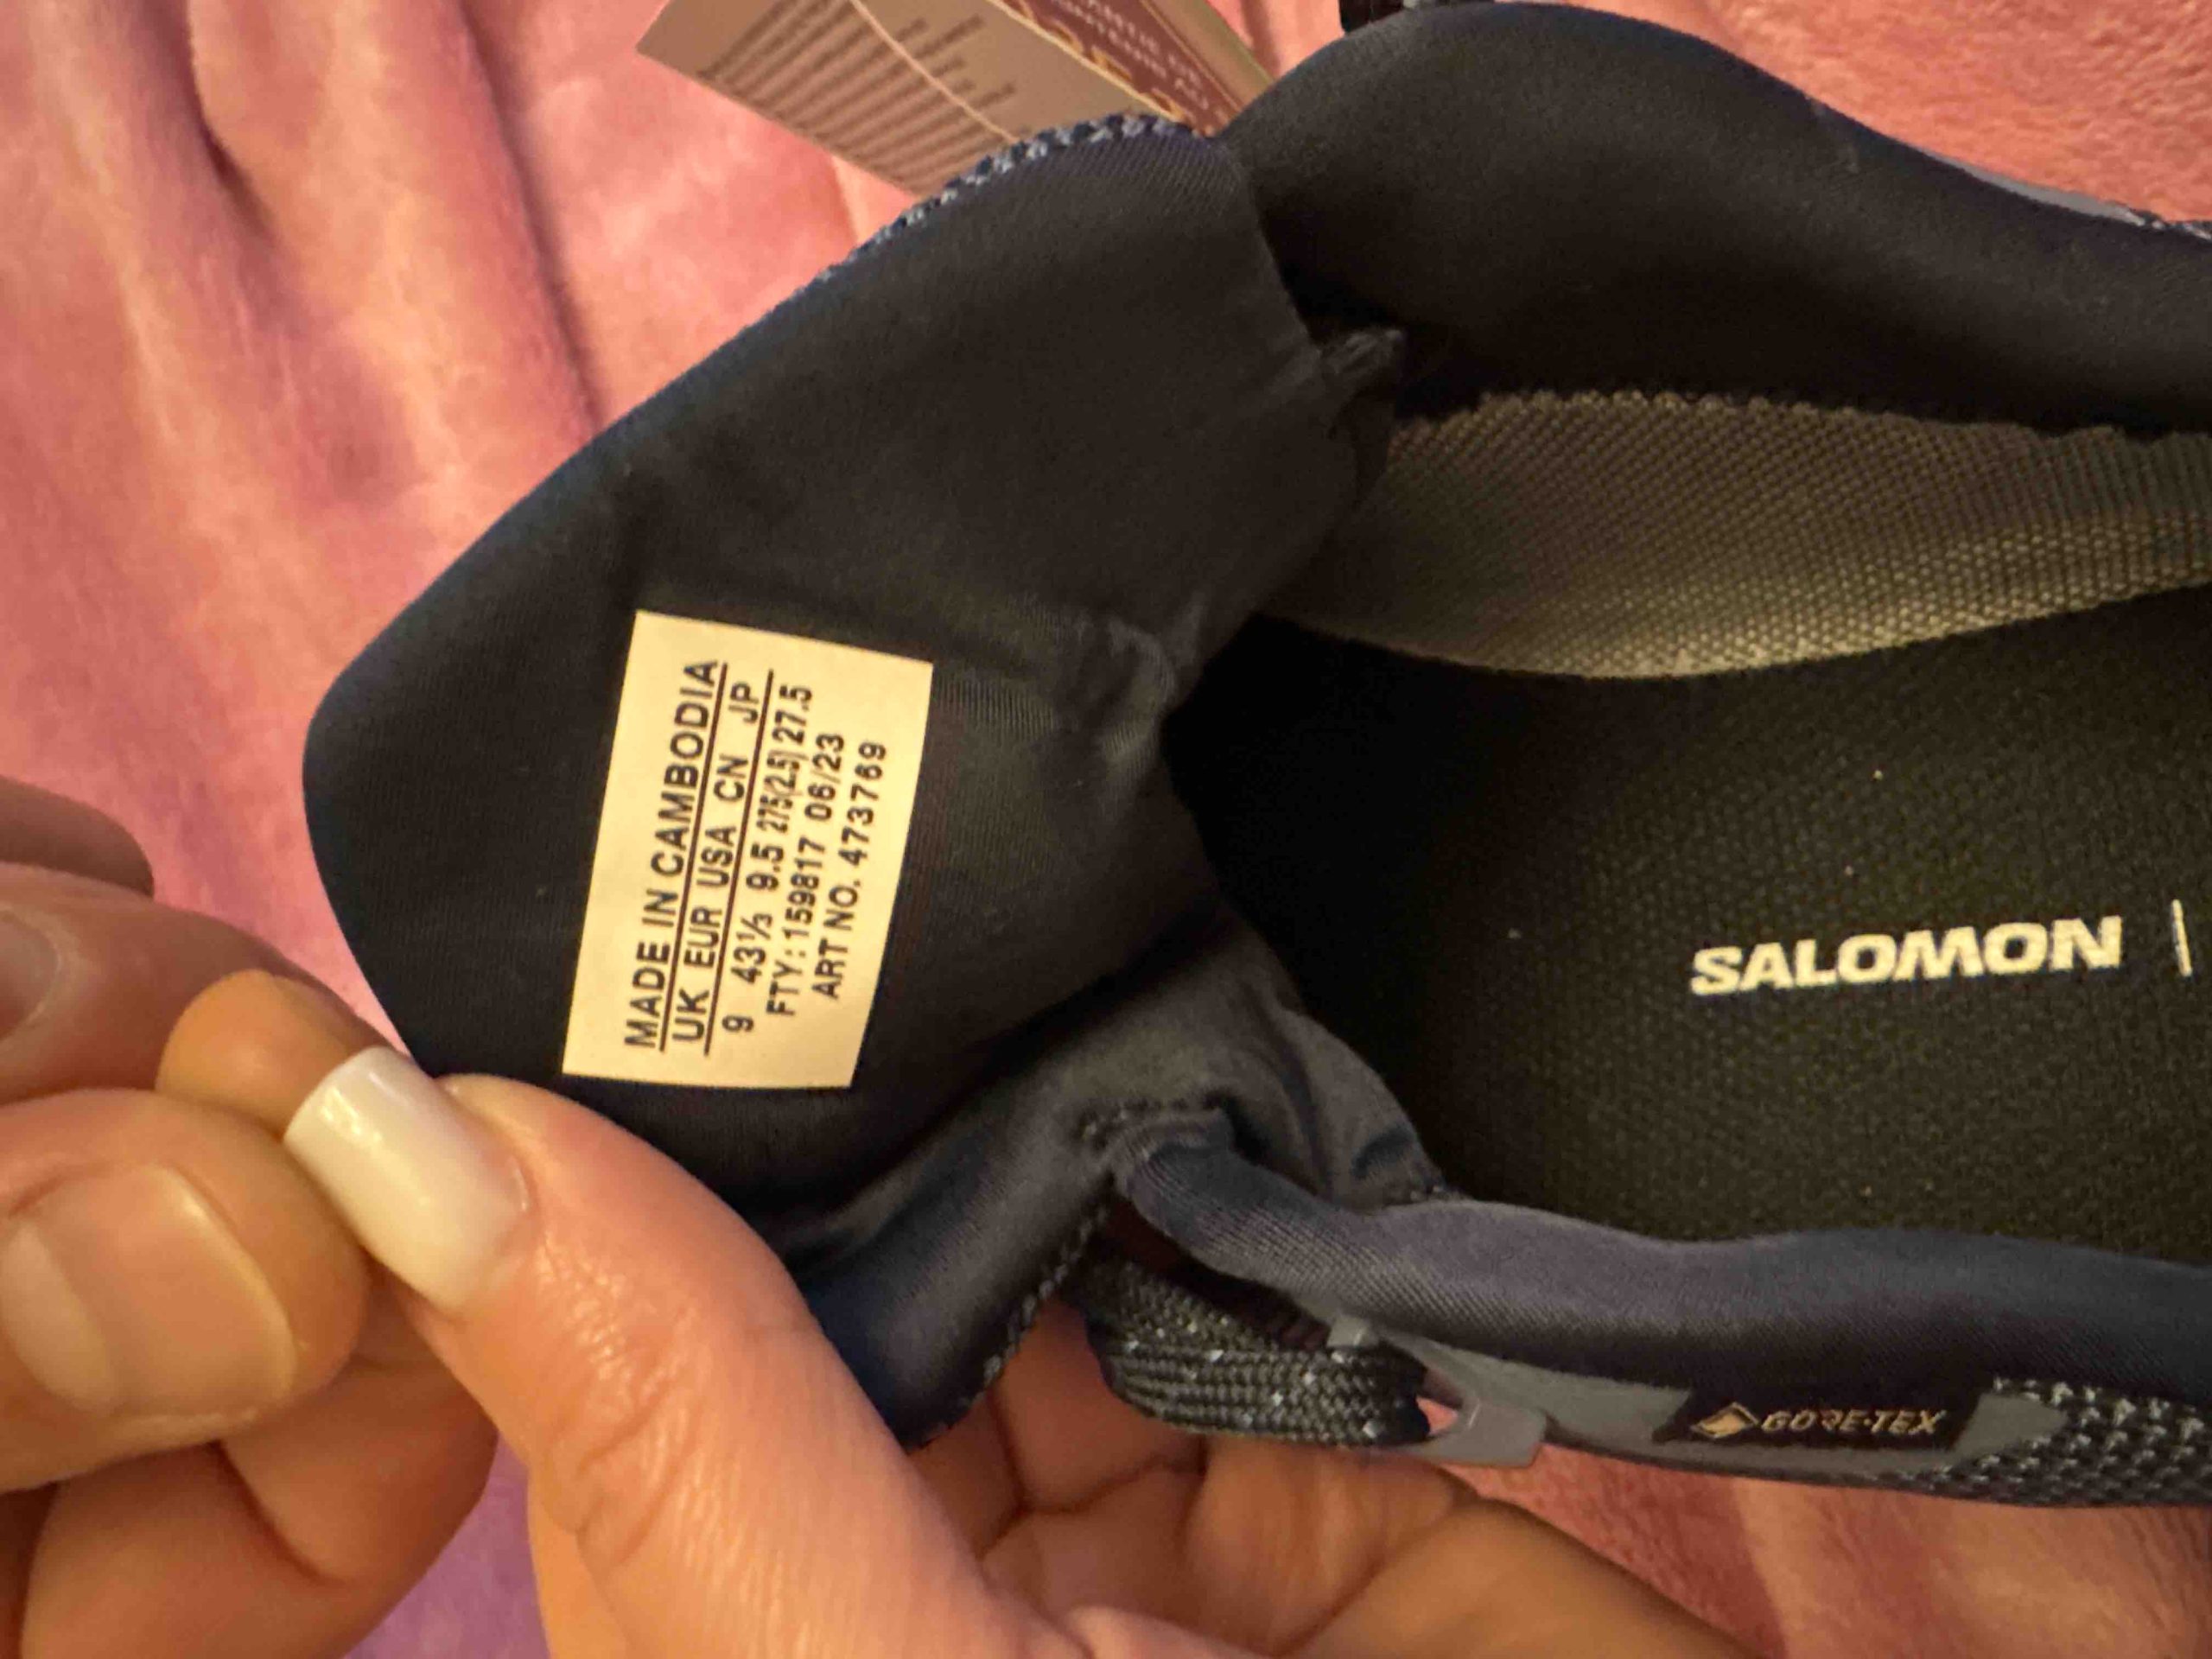 MADE IN CAMBODIA
UK EUR USA CN JP
9 43⅓ 9.5 275(2.5) 27.5
FTY:159817 06/23
ART NO. 473769
SALOMON
GORE-TEX